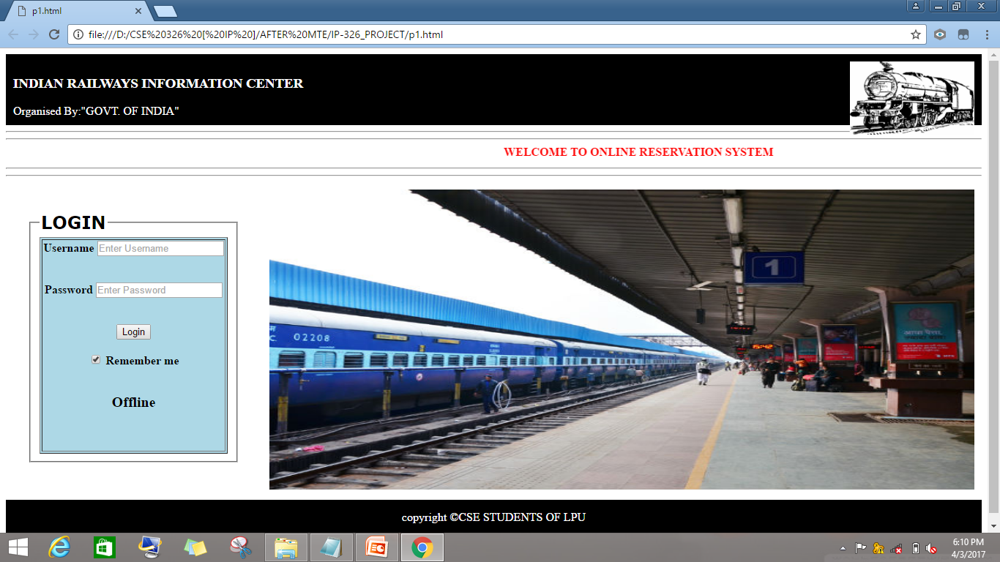 p1.html
file:///D:/CSE%20326%20[%20IP%20]/AFTER%20MTE/IP-326_PROJECT/p1.html
INDIAN RAILWAYS INFORMATION CENTER
Organised By:"GOVT. OF INDIA"
WELCOME TO ONLINE RESERVATION SYSTEM
LOGIN
Username Enter Username
Password Enter Password
Login
Remember me
Offline
02208
1
15:42
copyright ©CSE STUDENTS OF LPU
6:10 PM
4/3/2017